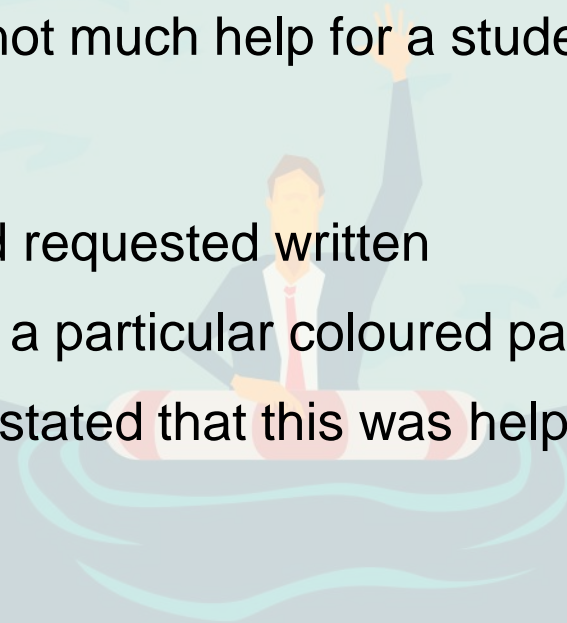 not much help for a stude
d requested written
a particular coloured pa
stated that this was help